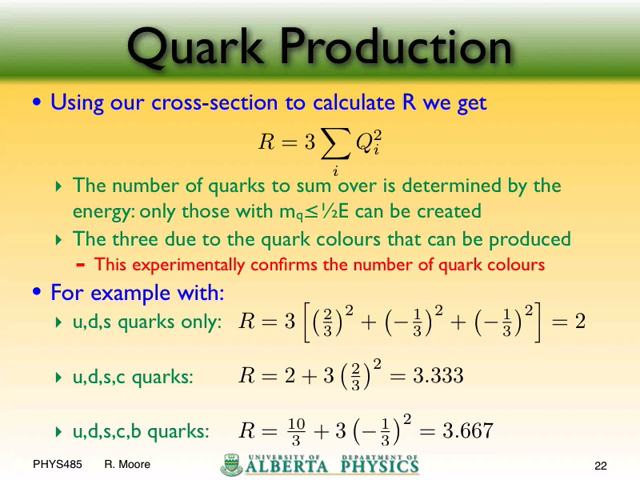 Quark Production
• Using our cross-section to calculate R we get
R = 3 ∑_i Q_i^2
‣ The number of quarks to sum over is determined by the
energy: only those with m_q≤½E can be created
‣ The three due to the quark colours that can be produced
– This experimentally confirms the number of quark colours
• For example with:
‣ u,d,s quarks only: R = 3 [(2/3)^2 + (−1/3)^2 + (−1/3)^2] = 2
‣ u,d,s,c quarks: R = 2 + 3 (2/3)^2 = 3.333
‣ u,d,s,c,b quarks: R = 10/3 + 3 (−1/3)^2 = 3.667
PHYS485 R. Moore
UNIVERSITY OF DEPARTMENT OF
ALBERTA PHYSICS
22